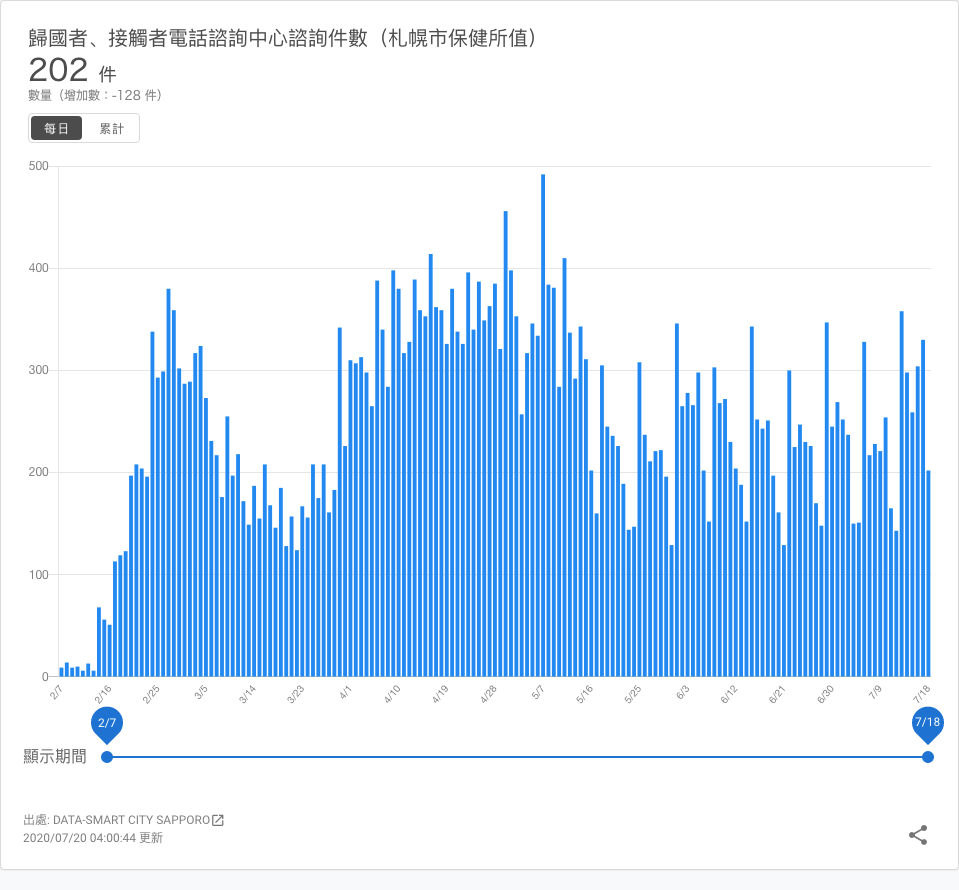 歸國者、接觸者電話諮詢中心諮詢件數（札幌市保健所値）
202 件
數量（增加數：-128 件）
每日 累計
500
400
300
200
100
0
2/7 2/16 2/25 3/5 3/14 3/23 4/1 4/10 4/19 4/28 5/7 5/16 5/25 6/3 6/12 6/21 6/30 7/9 7/18
2/7 7/18
顯示期間
出處: DATA-SMART CITY SAPPORO
2020/07/20 04:00:44 更新